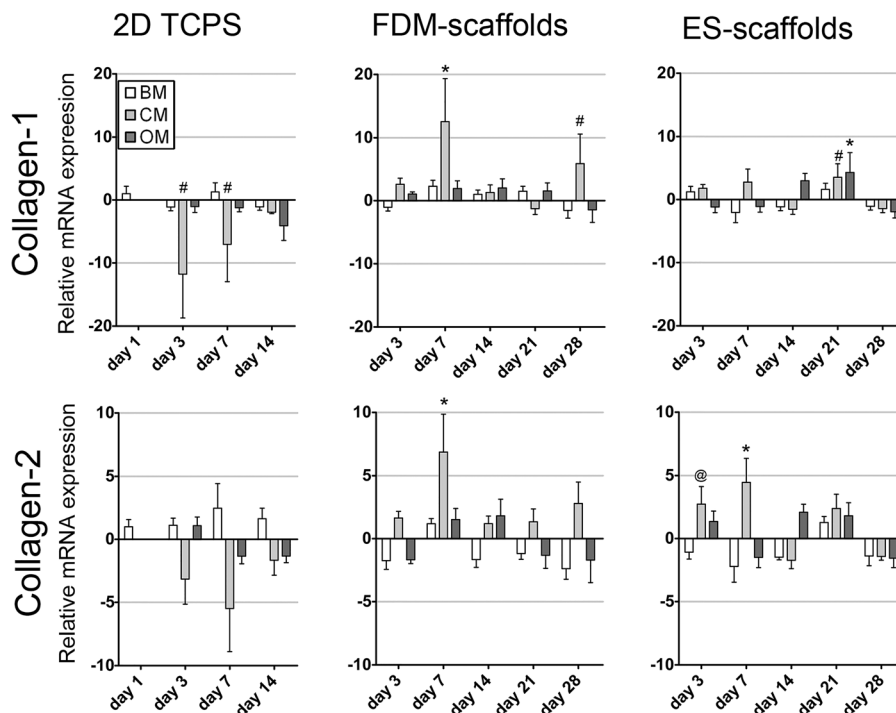 2D TCPS
FDM-scaffolds
ES-scaffolds
Collagen-1
Relative mRNA expreesion
20
10
0
-10
-20
BM
CM
OM
#
#
day 1
day 3
day 7
day 14
20
10
0
-10
-20
*
#
day 3
day 7
day 14
day 21
day 28
20
10
0
-10
-20
#
*
day 3
day 7
day 14
day 21
day 28
Collagen-2
Relative mRNA expression
10
5
0
-5
-10
day 1
day 3
day 7
day 14
10
5
0
-5
-10
*
day 3
day 7
day 14
day 21
day 28
10
5
0
-5
-10
@
*
day 3
day 7
day 14
day 21
day 28